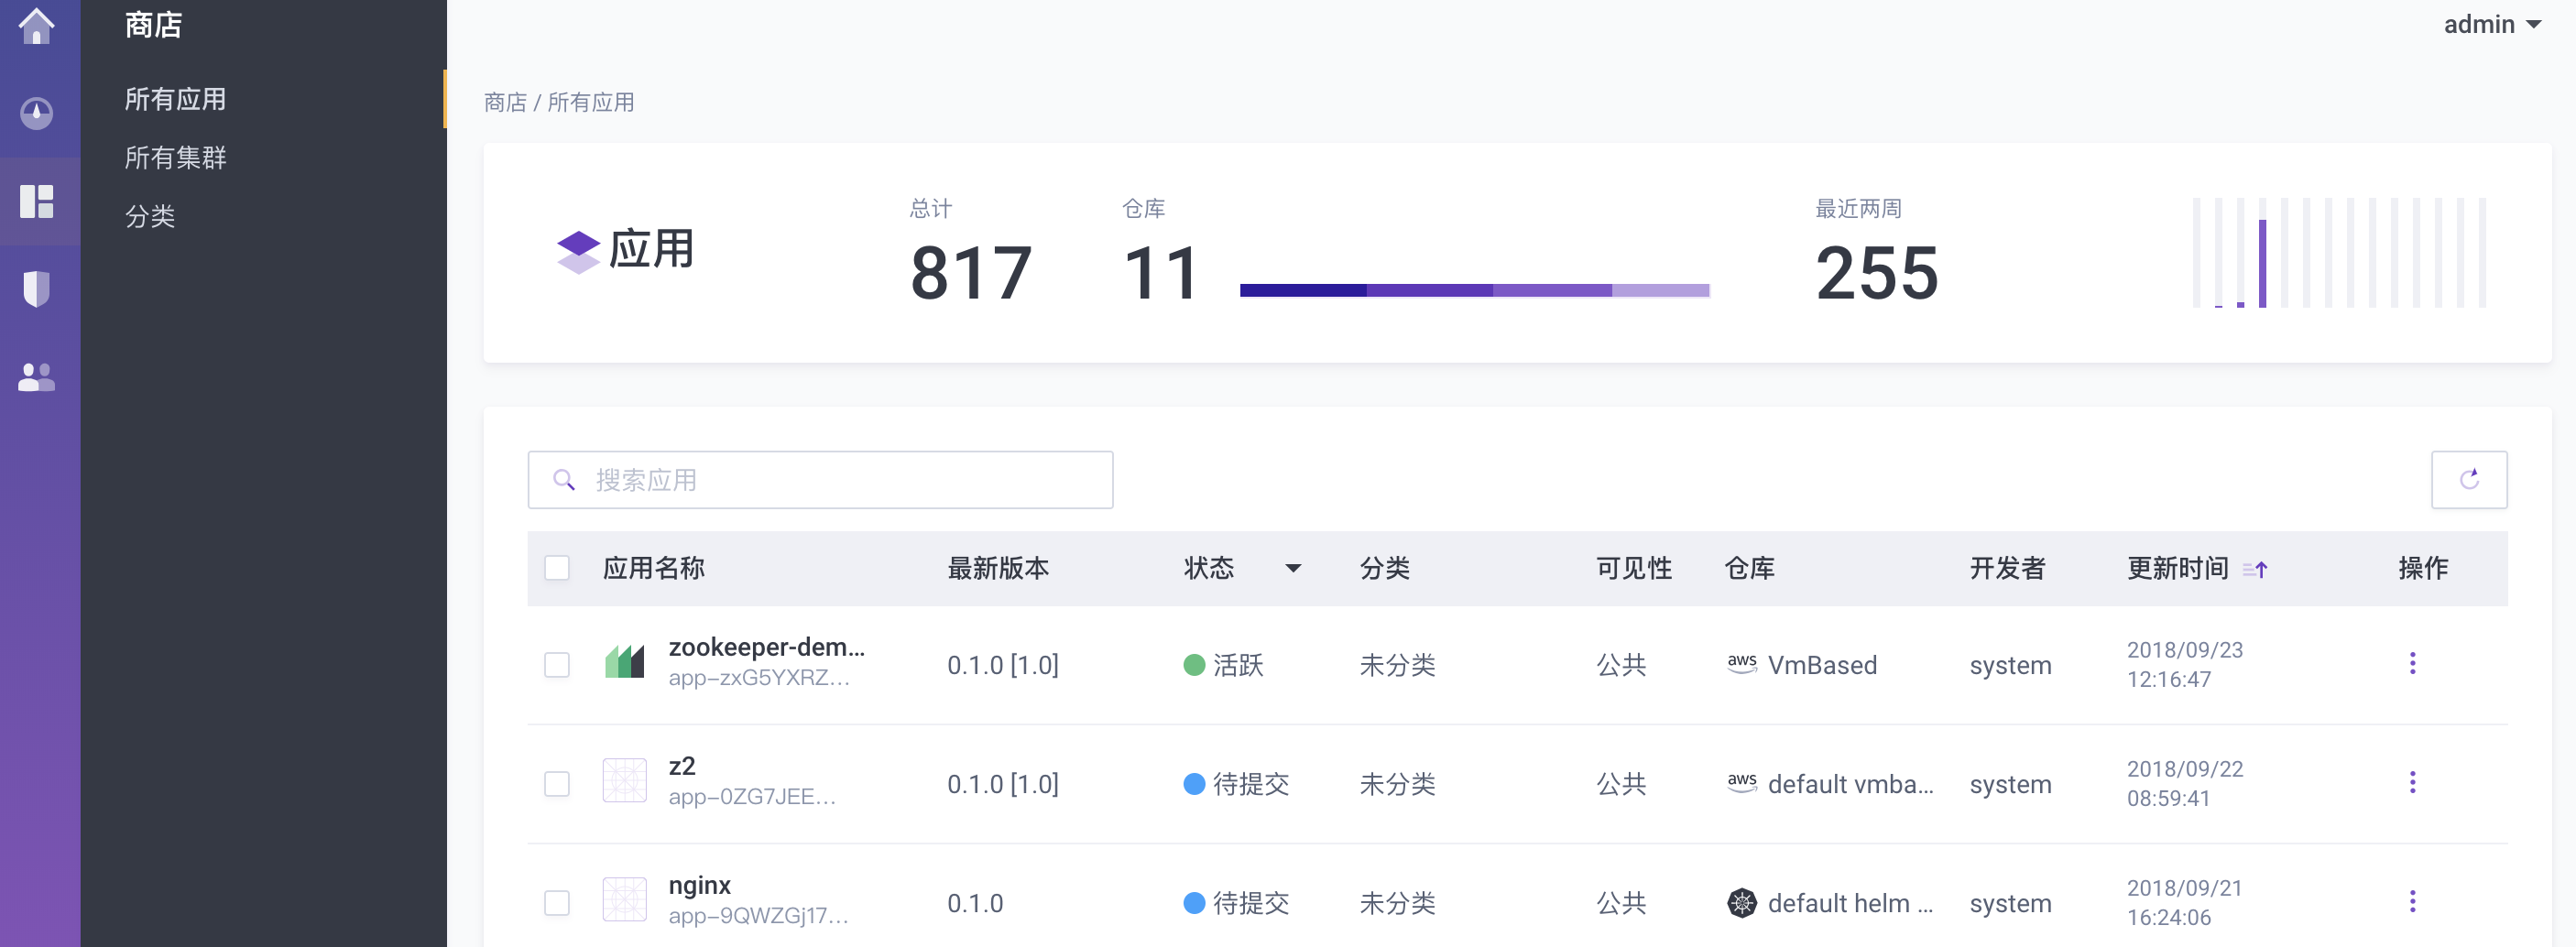 商店
所有应用
所有集群
分类
admin
商店 / 所有应用
应用
总计
817
仓库
11
最近两周
255
搜索应用
应用名称 最新版本 状态 分类 可见性 仓库 开发者 更新时间 操作
zookeeper-dem...
app-zxG5YXRZ...
0.1.0 [1.0] 活跃 未分类 公共 aws VmBased system
2018/09/23
12:16:47
z2
app-0ZG7JEE...
0.1.0 [1.0] 待提交 未分类 公共 aws default vmba... system
2018/09/22
08:59:41
nginx
app-9QWZGj17...
0.1.0 待提交 未分类 公共 default helm ... system
2018/09/21
16:24:06